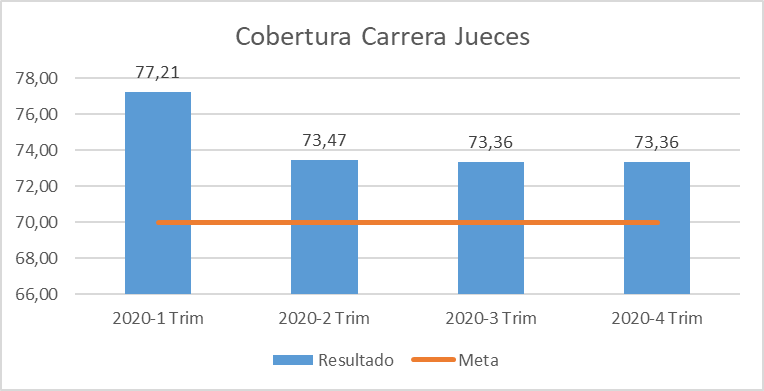 Cobertura Carrera Jueces
78,00
76,00
74,00
72,00
70,00
68,00
66,00
77,21
73,47
73,36
73,36
2020-1 Trim
2020-2 Trim
2020-3 Trim
2020-4 Trim
Resultado
Meta